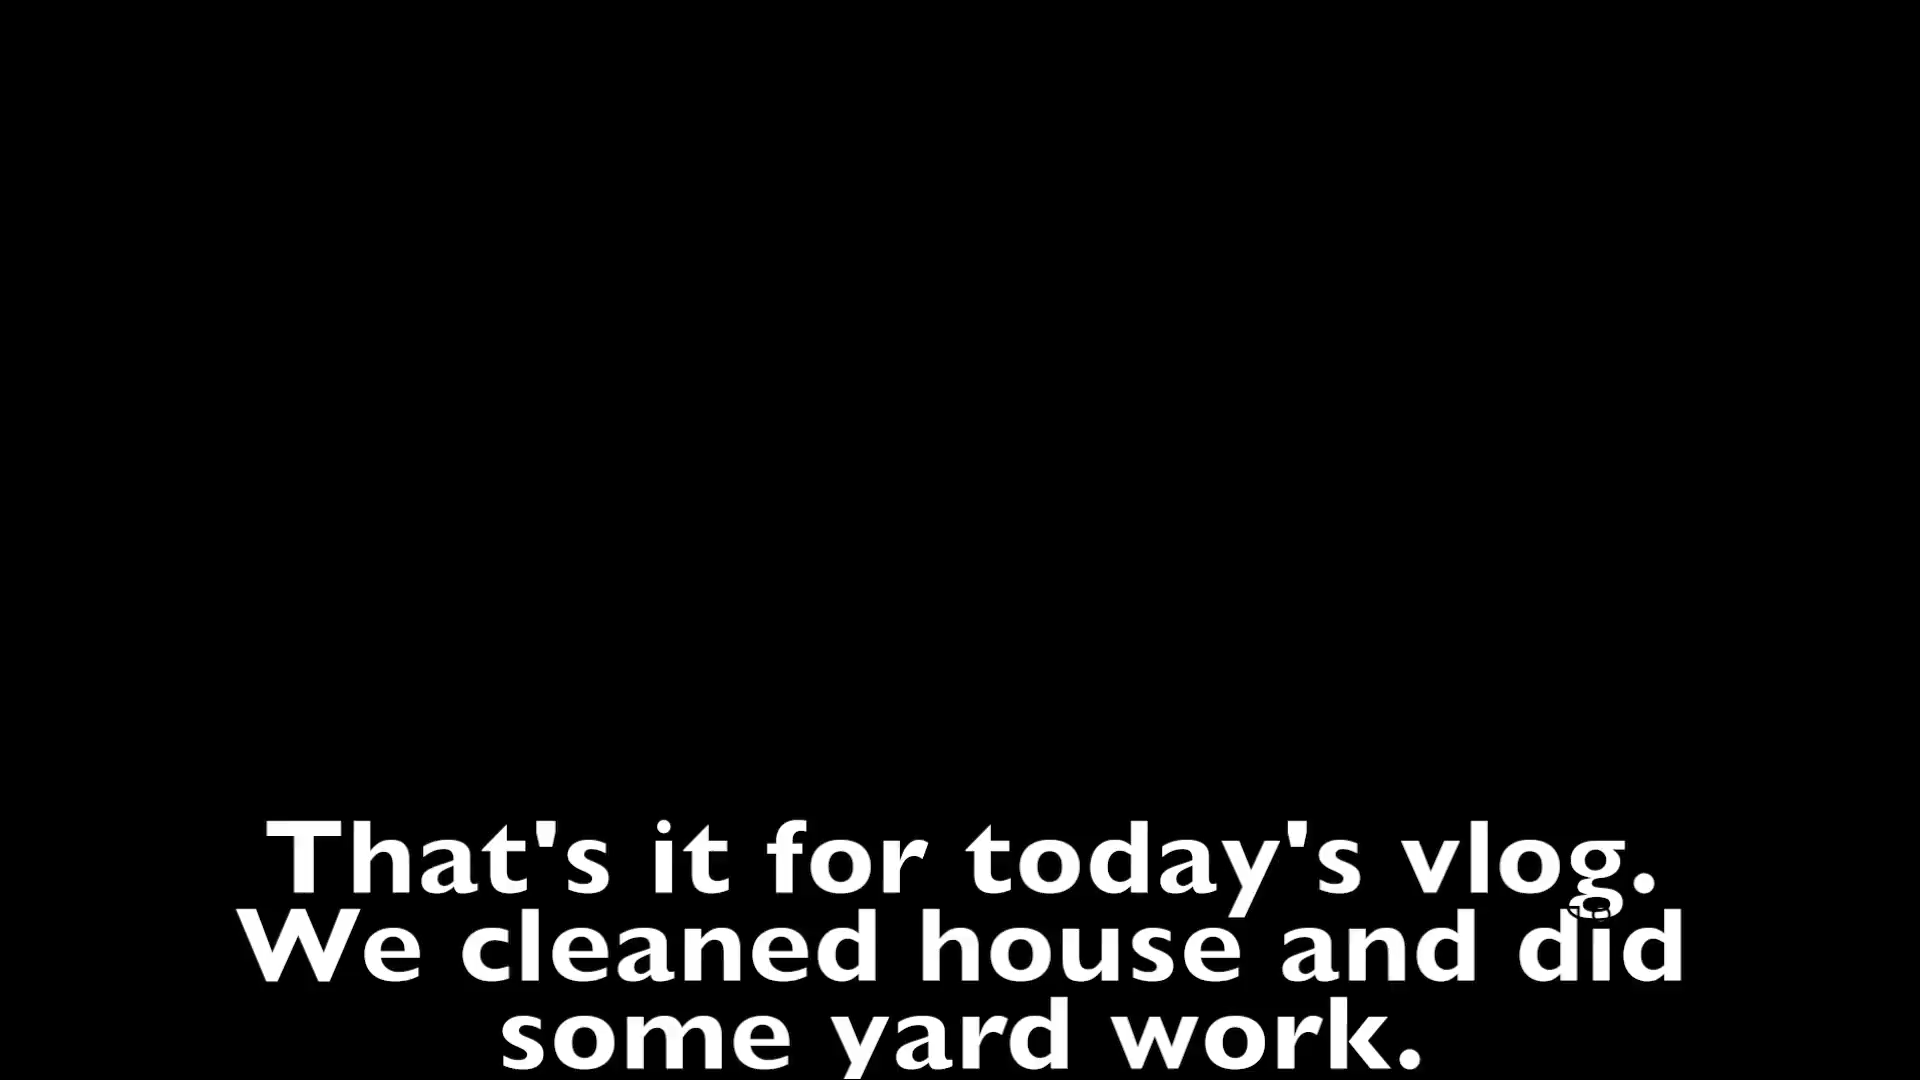 That's it for today's vlog.
We cleaned house and did
some yard work.